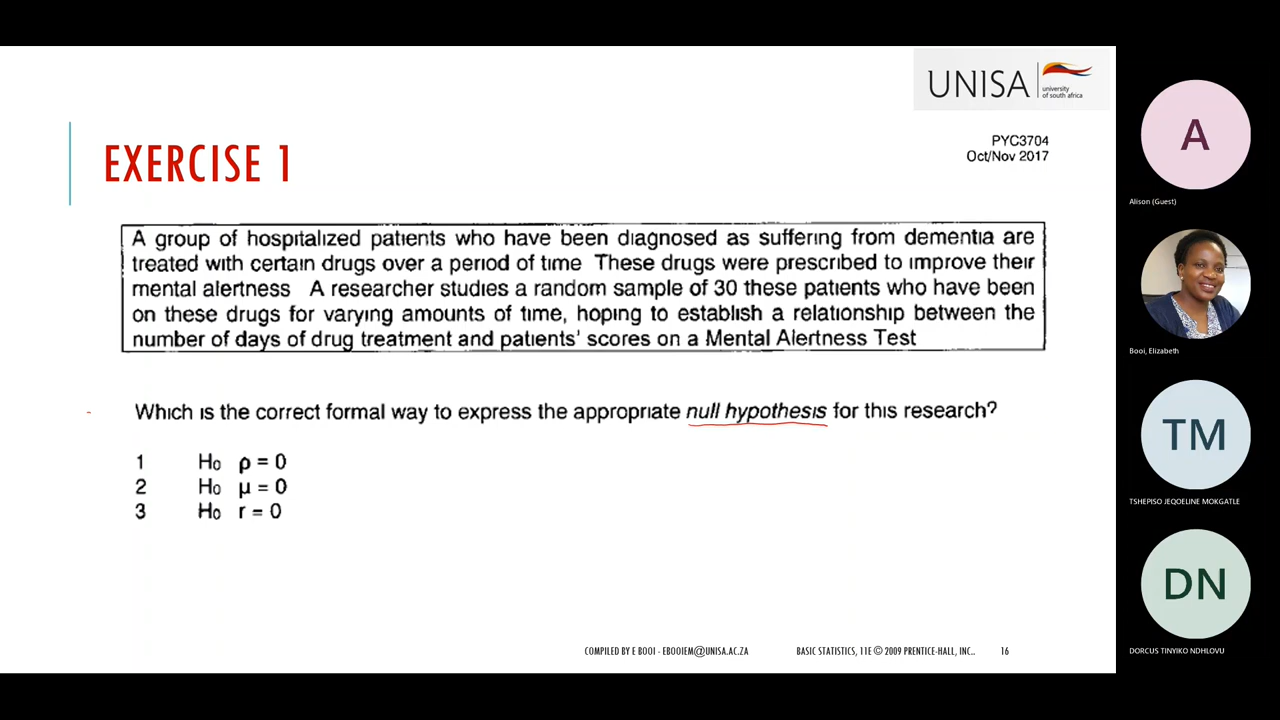 UNISA
university
of south africa
PYC3704
Oct/Nov 2017
EXERCISE 1
A group of hospitalized patients who have been diagnosed as suffering from dementia are
treated with certain drugs over a period of time These drugs were prescribed to improve their
mental alertness A researcher studies a random sample of 30 these patients who have been
on these drugs for varying amounts of time, hoping to establish a relationship between the
number of days of drug treatment and patients' scores on a Mental Alertness Test
Which is the correct formal way to express the appropriate null hypothesis for this research?
1 H₀ ρ = 0
2 H₀ μ = 0
3 H₀ r = 0
COMPILED BY E BOOI - EBOOIEM@UNISA.AC.ZA BASIC STATISTICS, 11E © 2009 PRENTICE-HALL, INC.. 16
A
Alison (Guest)
Booi, Elizabeth
TM
TSHEPISO JEQOELINE MOKGATLE
DN
DORCUS TINYIKO NDHLOVU